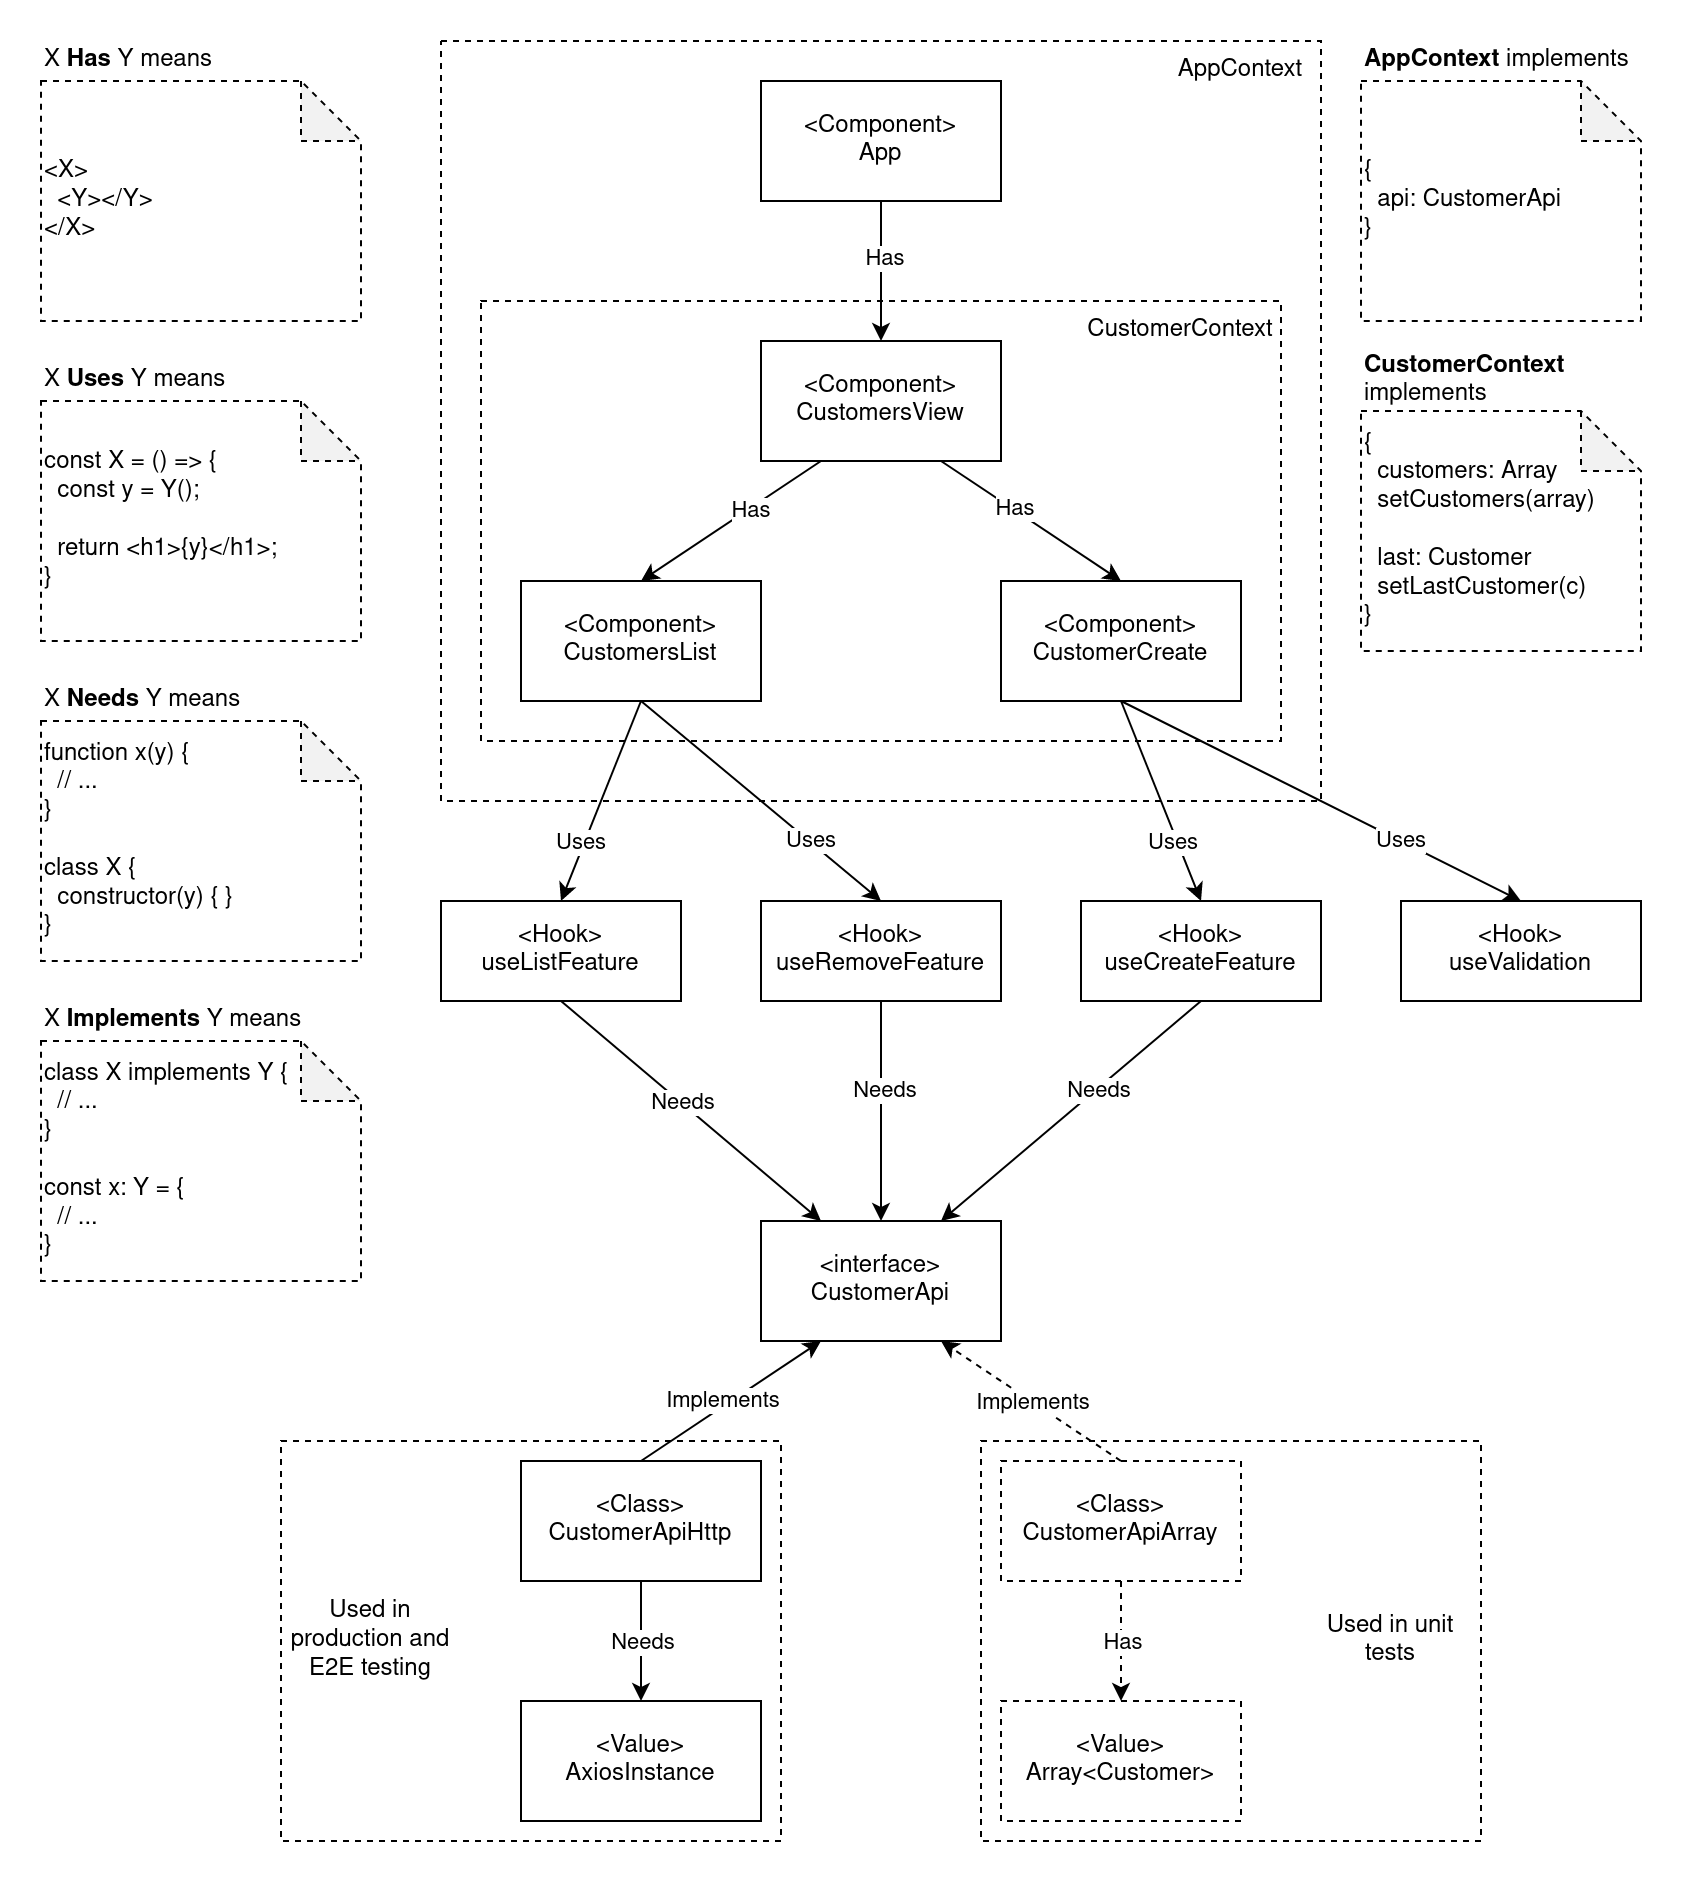 X Has Y means
<X>
  <Y></Y>
</X>
X Uses Y means
const X = () => {
  const y = Y();
  return <h1>{y}</h1>;
}
X Needs Y means
function x(y) {
  // ...
}
class X {
  constructor(y) { }
}
X Implements Y means
class X implements Y {
  // ...
}
const x: Y = {
  // ...
}
AppContext
<Component>
App
Has
CustomerContext
<Component>
CustomersView
Has
Has
<Component>
CustomersList
<Component>
CustomerCreate
Uses
Uses
Uses
Uses
<Hook>
useListFeature
<Hook>
useRemoveFeature
<Hook>
useCreateFeature
<Hook>
useValidation
Needs
Needs
Needs
<interface>
CustomerApi
Implements
Implements
<Class>
CustomerApiHttp
Used in
production and
E2E testing
Needs
<Value>
AxiosInstance
<Class>
CustomerApiArray
Used in unit
tests
Has
<Value>
Array<Customer>
AppContext implements
{
  api: CustomerApi
}
CustomerContext
implements
{
  customers: Array
  setCustomers(array)
  last: Customer
  setLastCustomer(c)
}